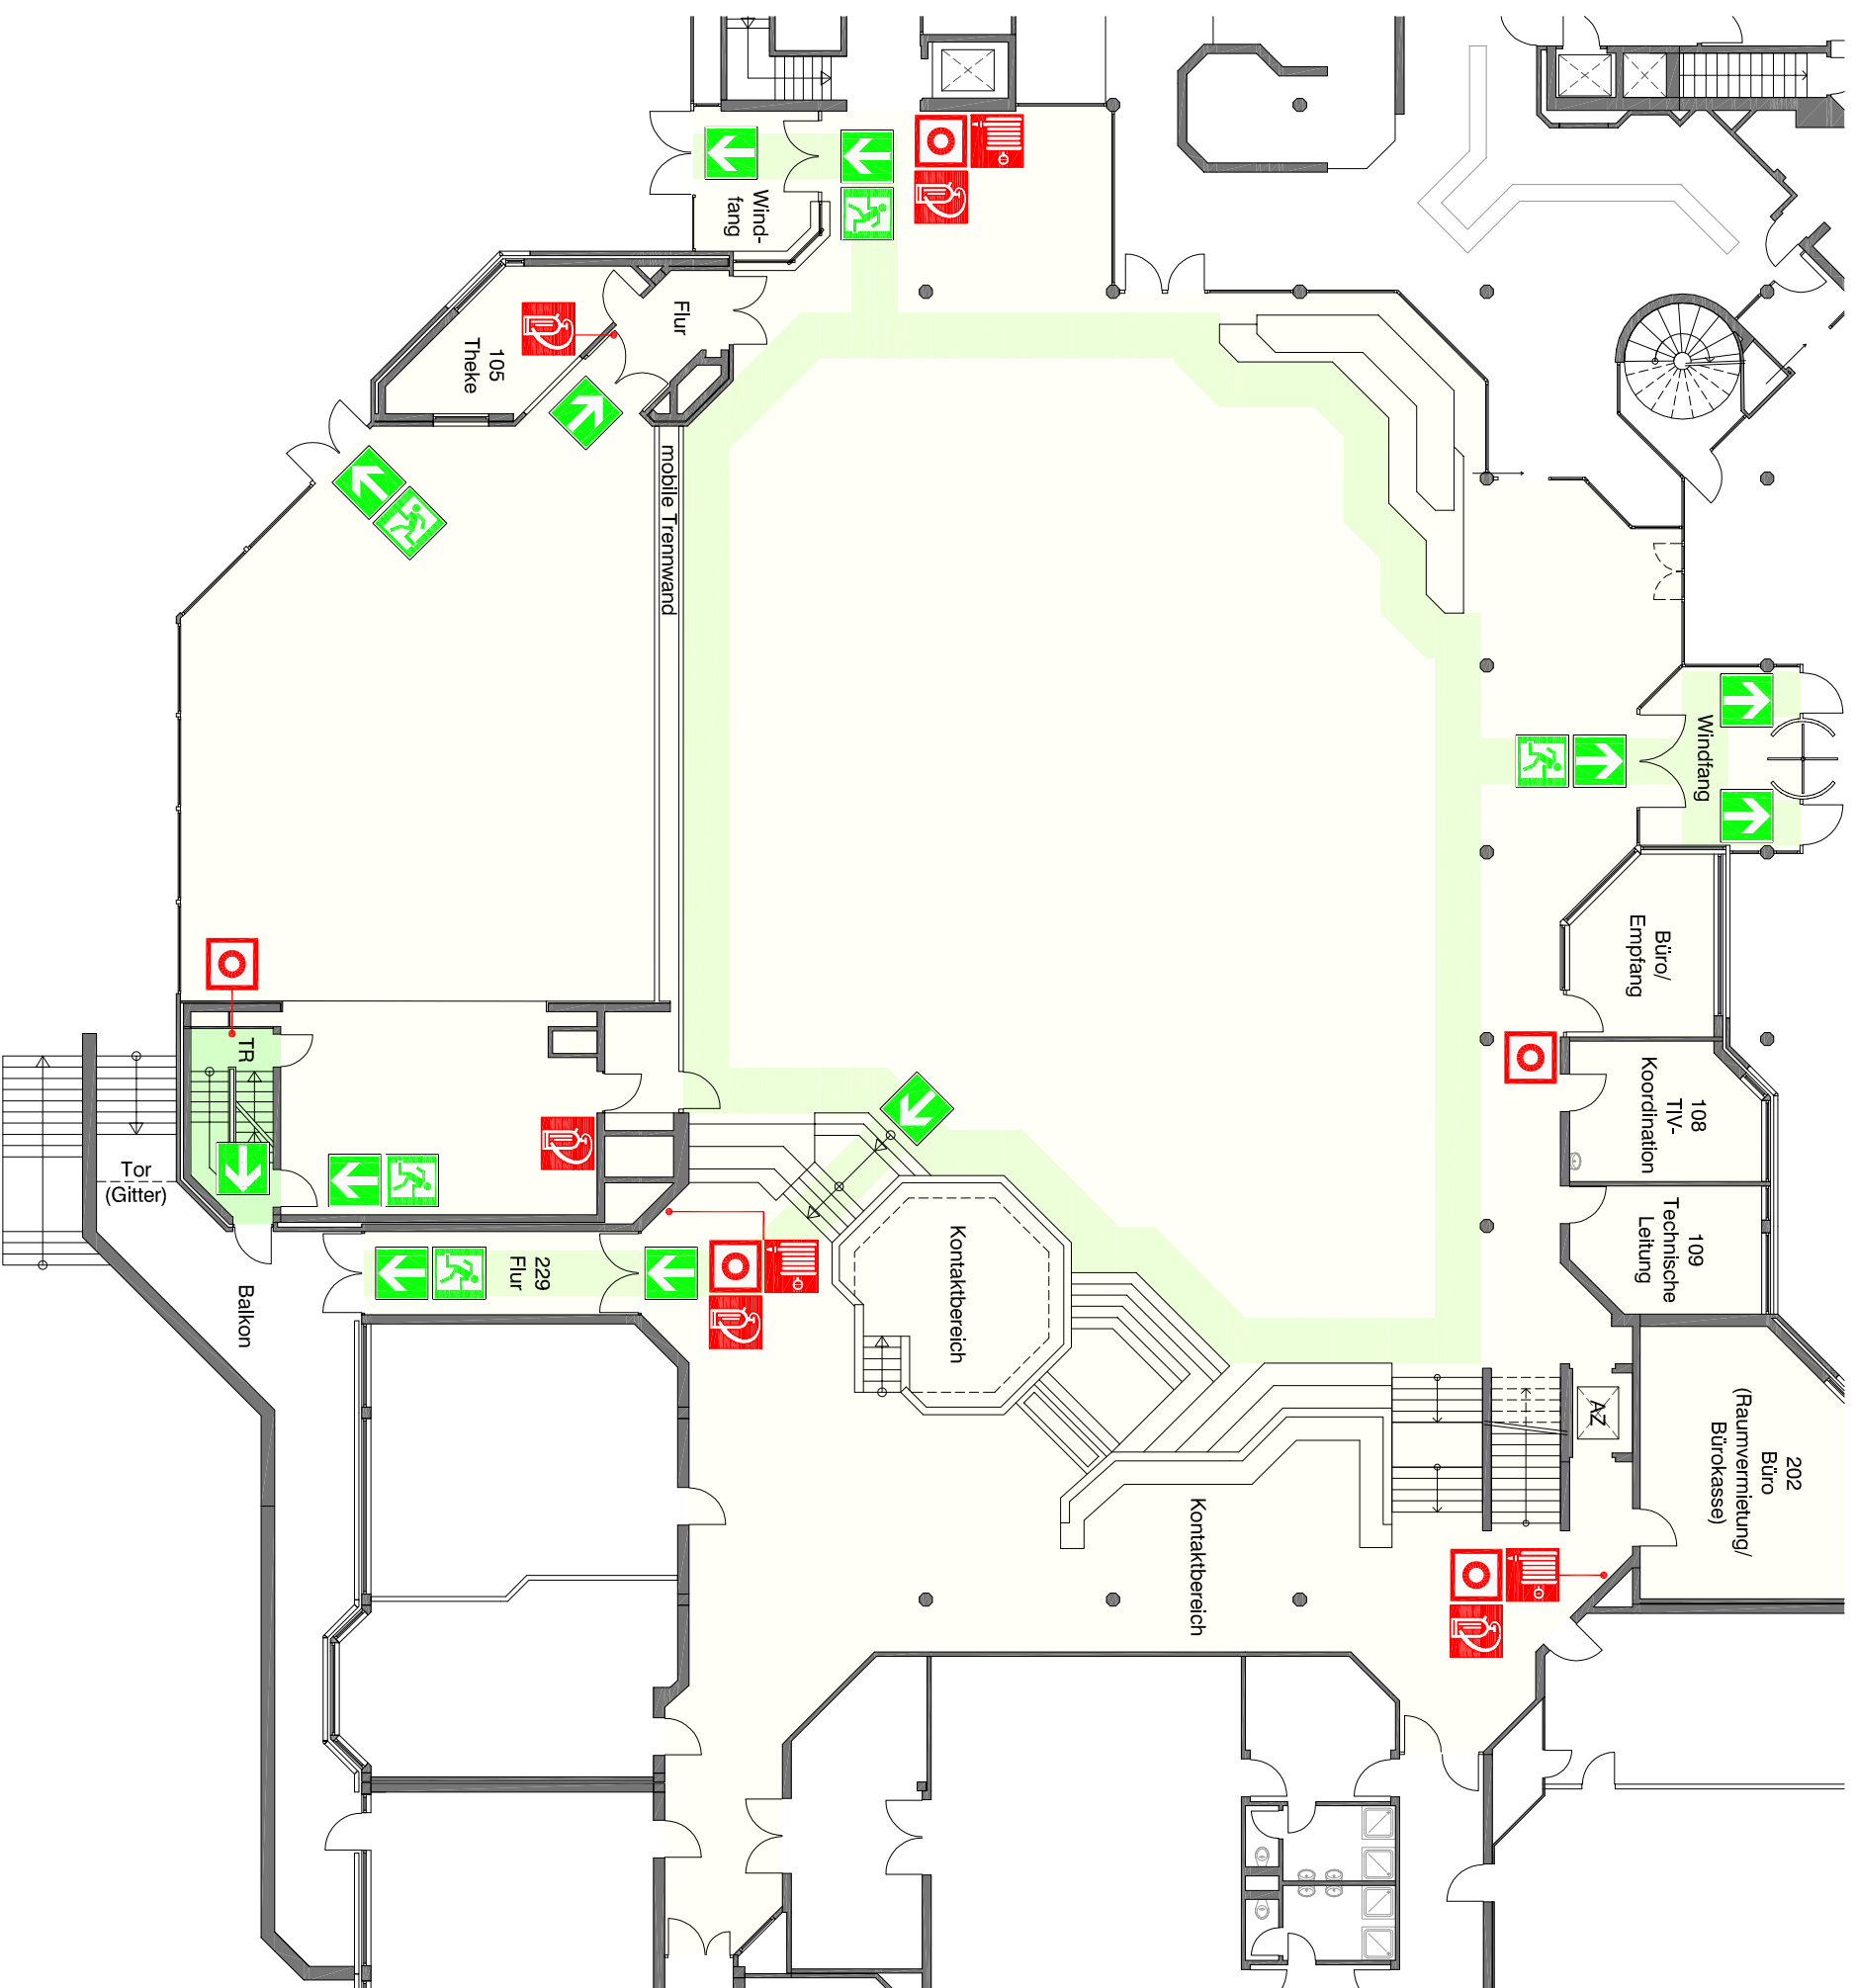 Wind-
fang
Flur
105
Theke
mobile Trennwand
Windfang
Büro/
Empfang
108
TIV-
Koordination
109
Technische
Leitung
TR
Tor
(Gitter)
229
Flur
Balkon
Kontaktbereich
AZ
202
Büro
(Raumvermietung/
Bürokasse)
Kontaktbereich